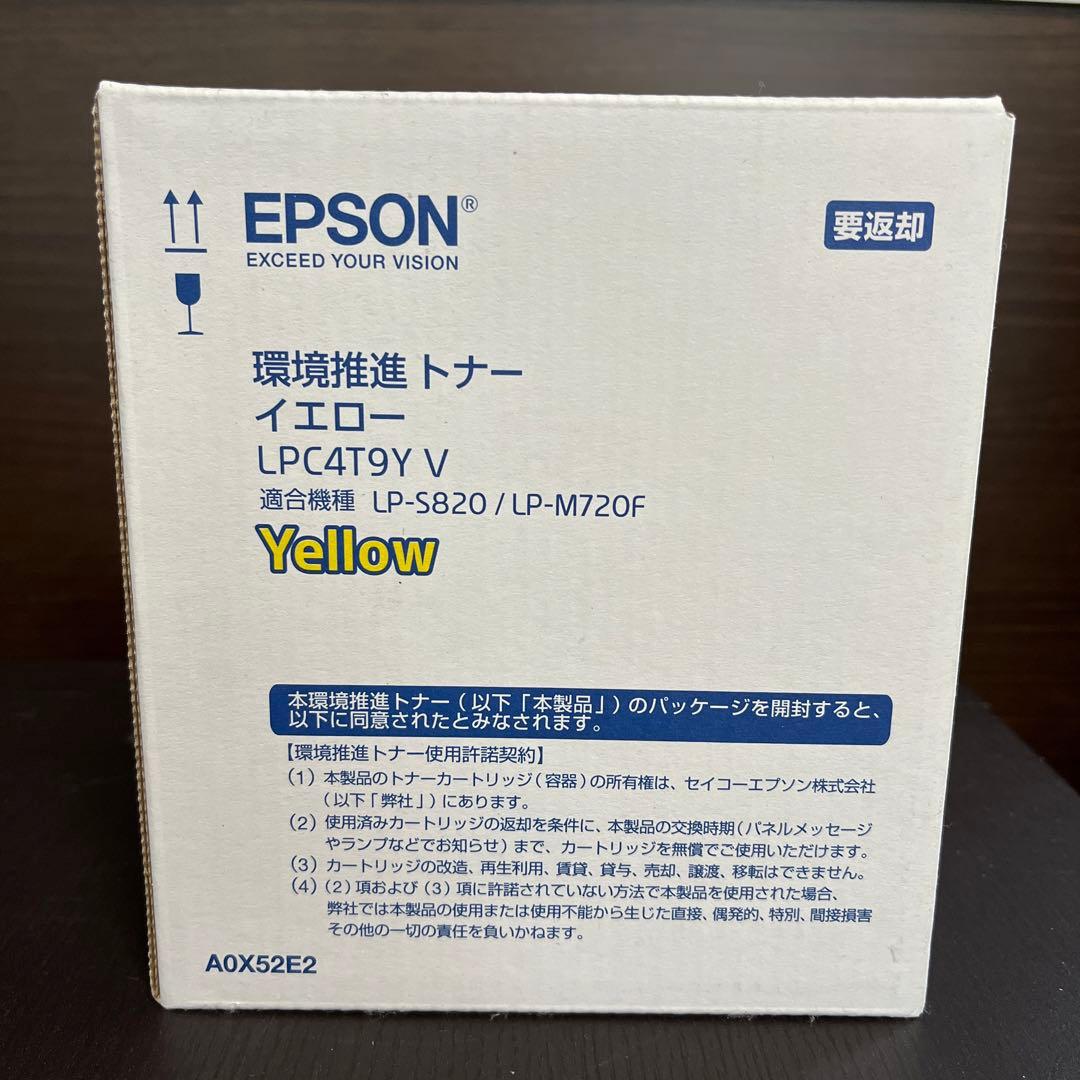 EPSON®
EXCEED YOUR VISION
要返却
環境推進トナー
イエロー
LPC4T9Y V
適合機種 LP-S820 / LP-M720F
Yellow
本環境推進トナー(以下「本製品」)のパッケージを開封すると、
以下に同意されたとみなされます。
【環境推進トナー使用許諾契約】
(1) 本製品のトナーカートリッジ(容器)の所有権は、セイコーエプソン株式会社
(以下「弊社」)にあります。
(2) 使用済みカートリッジの返却を条件に、本製品の交換時期(パネルメッセージ
やランプなどでお知らせ)まで、カートリッジを無償でご使用いただけます。
(3) カートリッジの改造、再生利用、賃貸、貸与、売却、譲渡、移転はできません。
(4) (2)項および(3)項に許諾されていない方法で本製品を使用された場合、
弊社では本製品の使用または使用不能から生じた直接、偶発的、特別、間接損害
その他の一切の責任を負いかねます。
A0X52E2